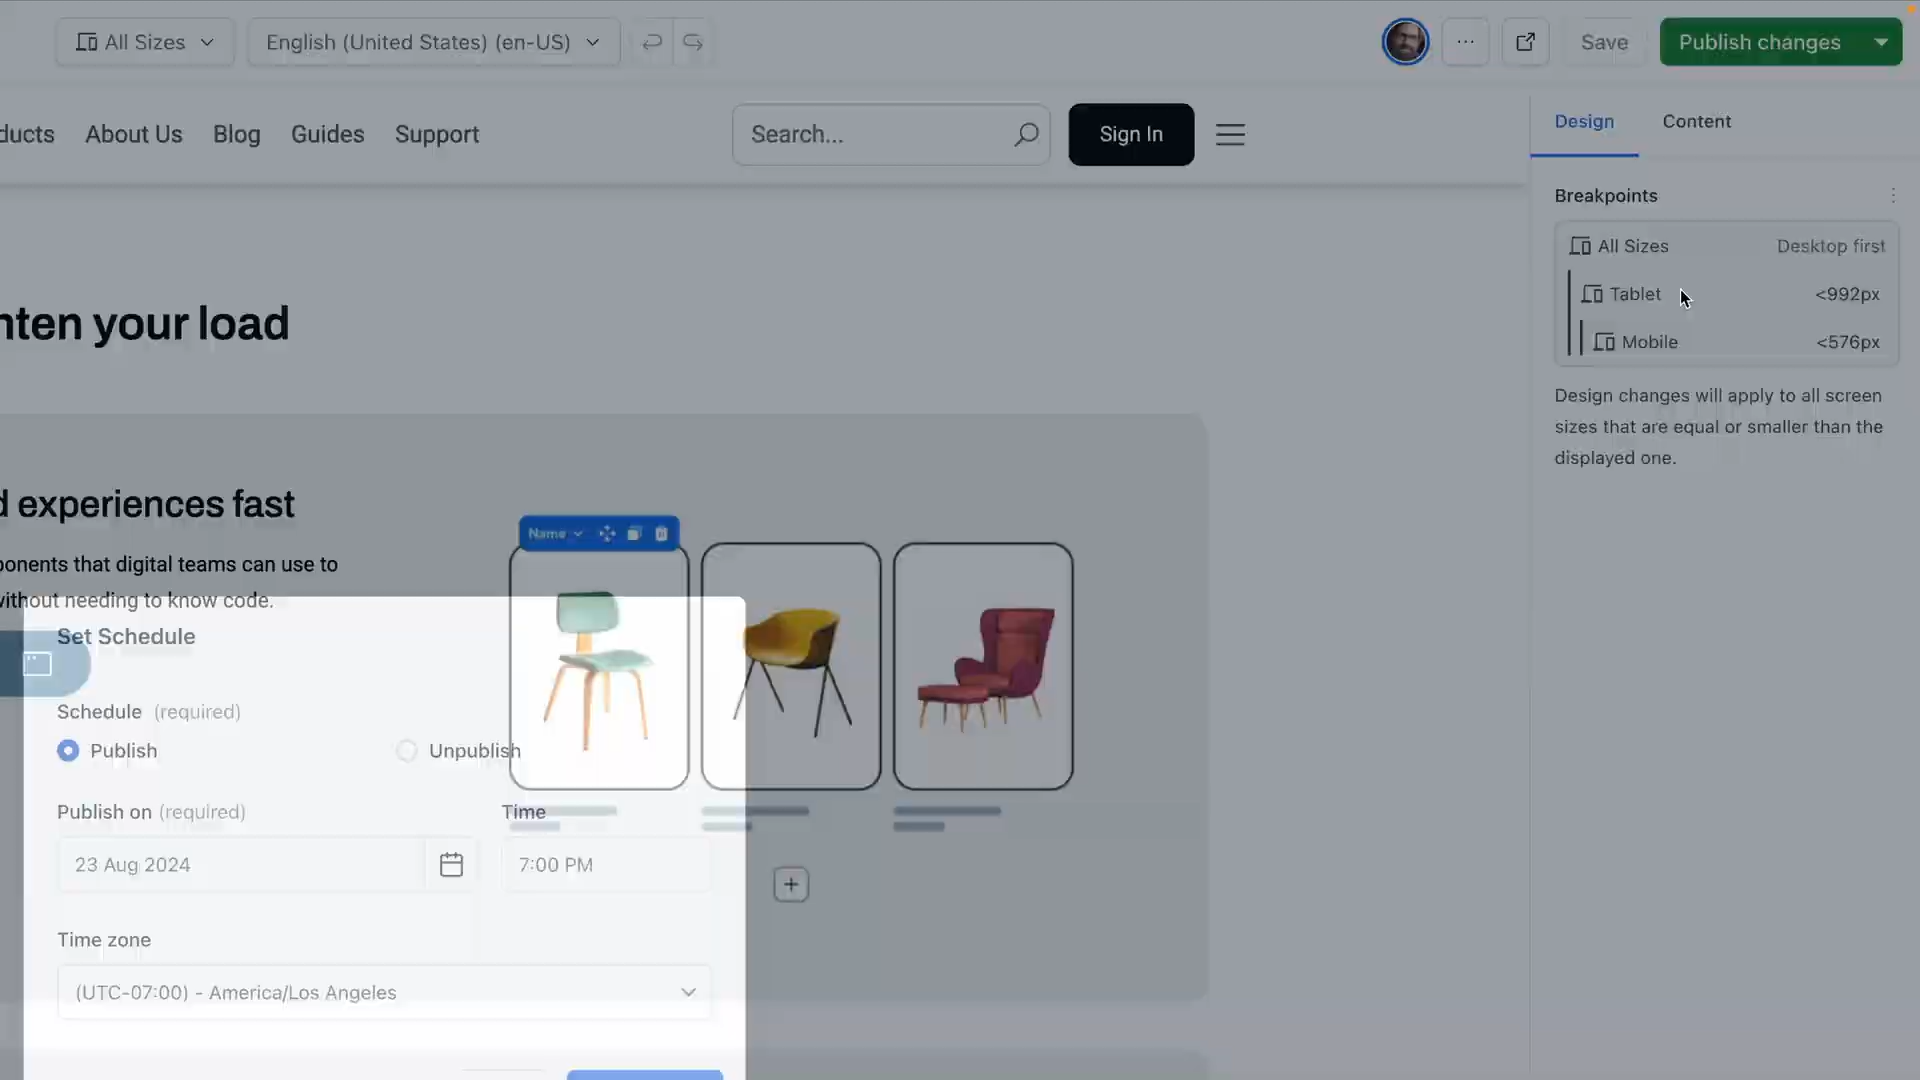 All Sizes
English (United States) (en-US)
Save
Publish changes
ducts
About Us
Blog
Guides
Support
Search...
Sign In
Design
Content
Breakpoints
All Sizes
Desktop first
Tablet
<992px
Mobile
<576px
Design changes will apply to all screen
sizes that are equal or smaller than the
displayed one.
nten your load
d experiences fast
ponents that digital teams can use to
without needing to know code.
Name
Set Schedule
Schedule (required)
Publish
Unpublish
Publish on (required)
Time
23 Aug 2024
7:00 PM
Time zone
(UTC-07:00) - America/Los Angeles